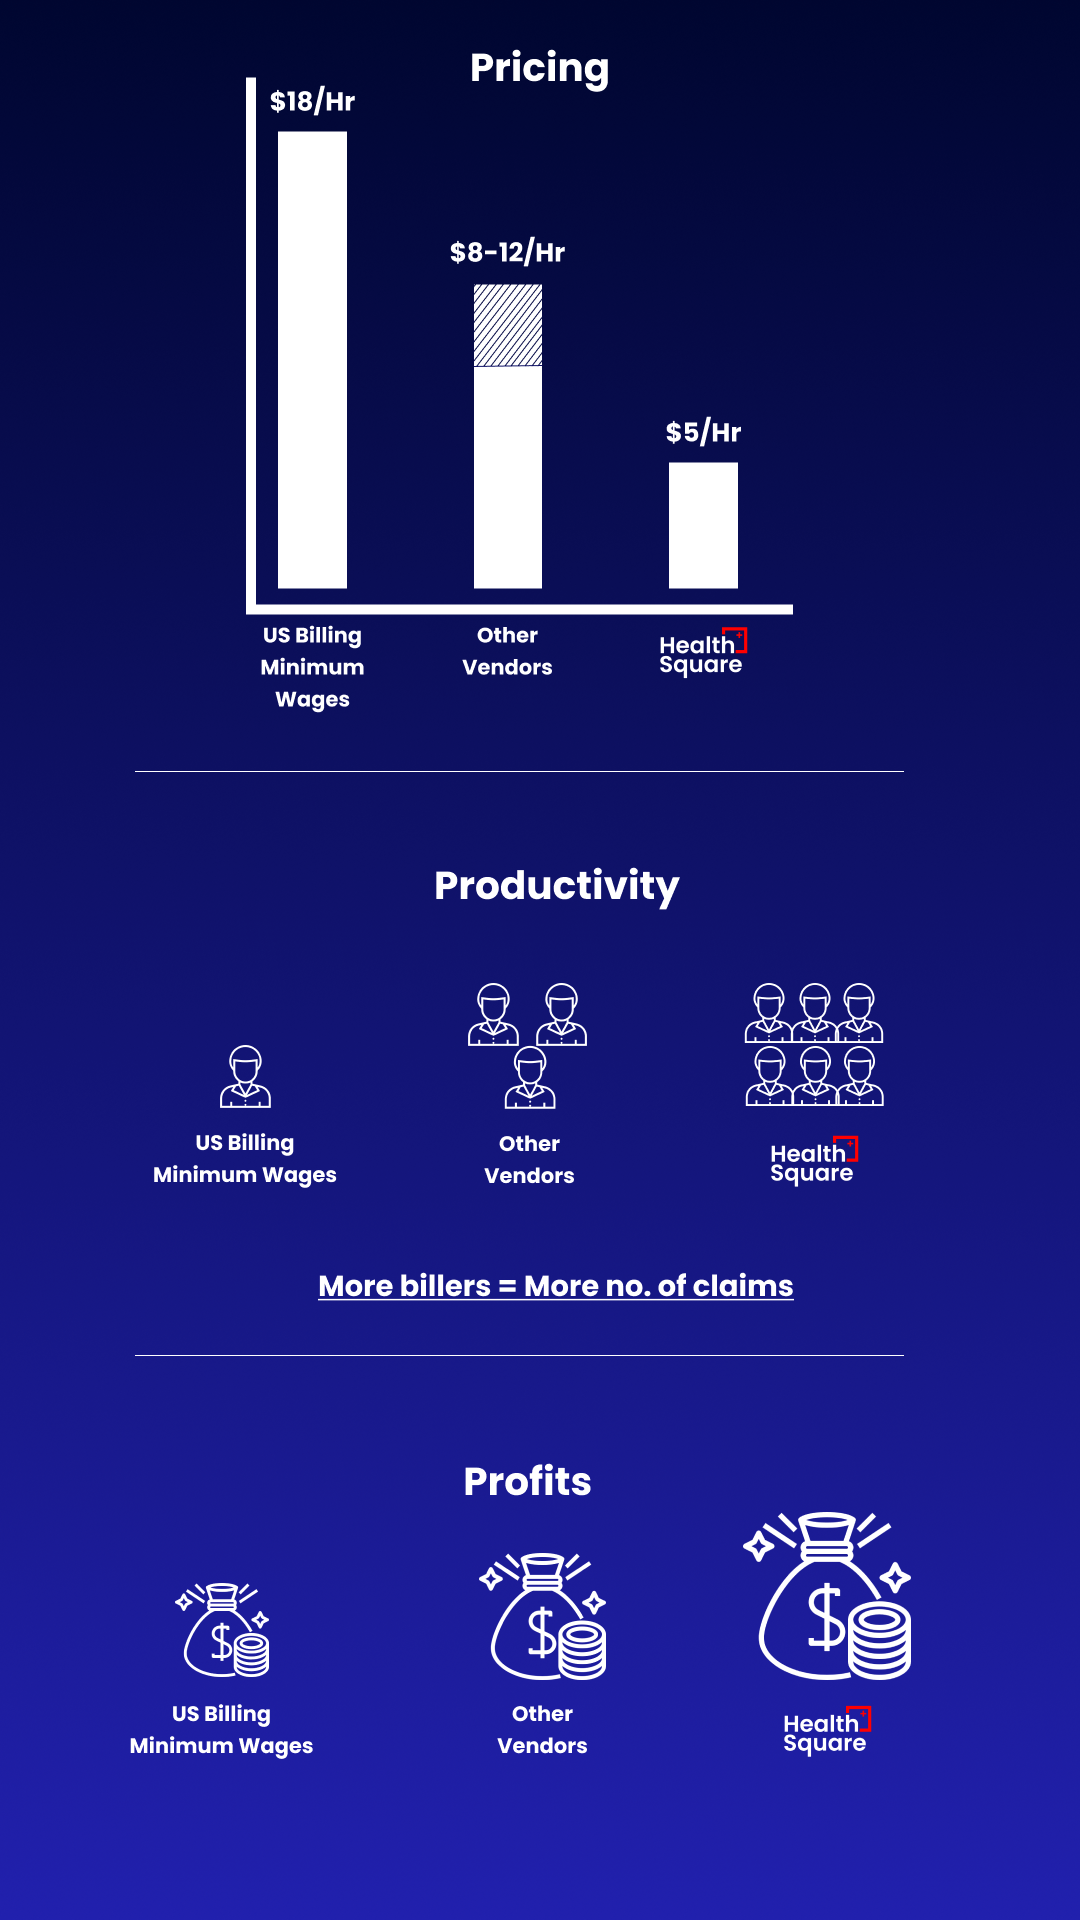 Pricing
$18/Hr
$8-12/Hr
$5/Hr
US Billing
Minimum
Wages
Other
Vendors
Health
Square
Productivity
US Billing
Minimum Wages
Other
Vendors
Health
Square
More billers = More no. of claims
Profits
US Billing
Minimum Wages
Other
Vendors
Health
Square